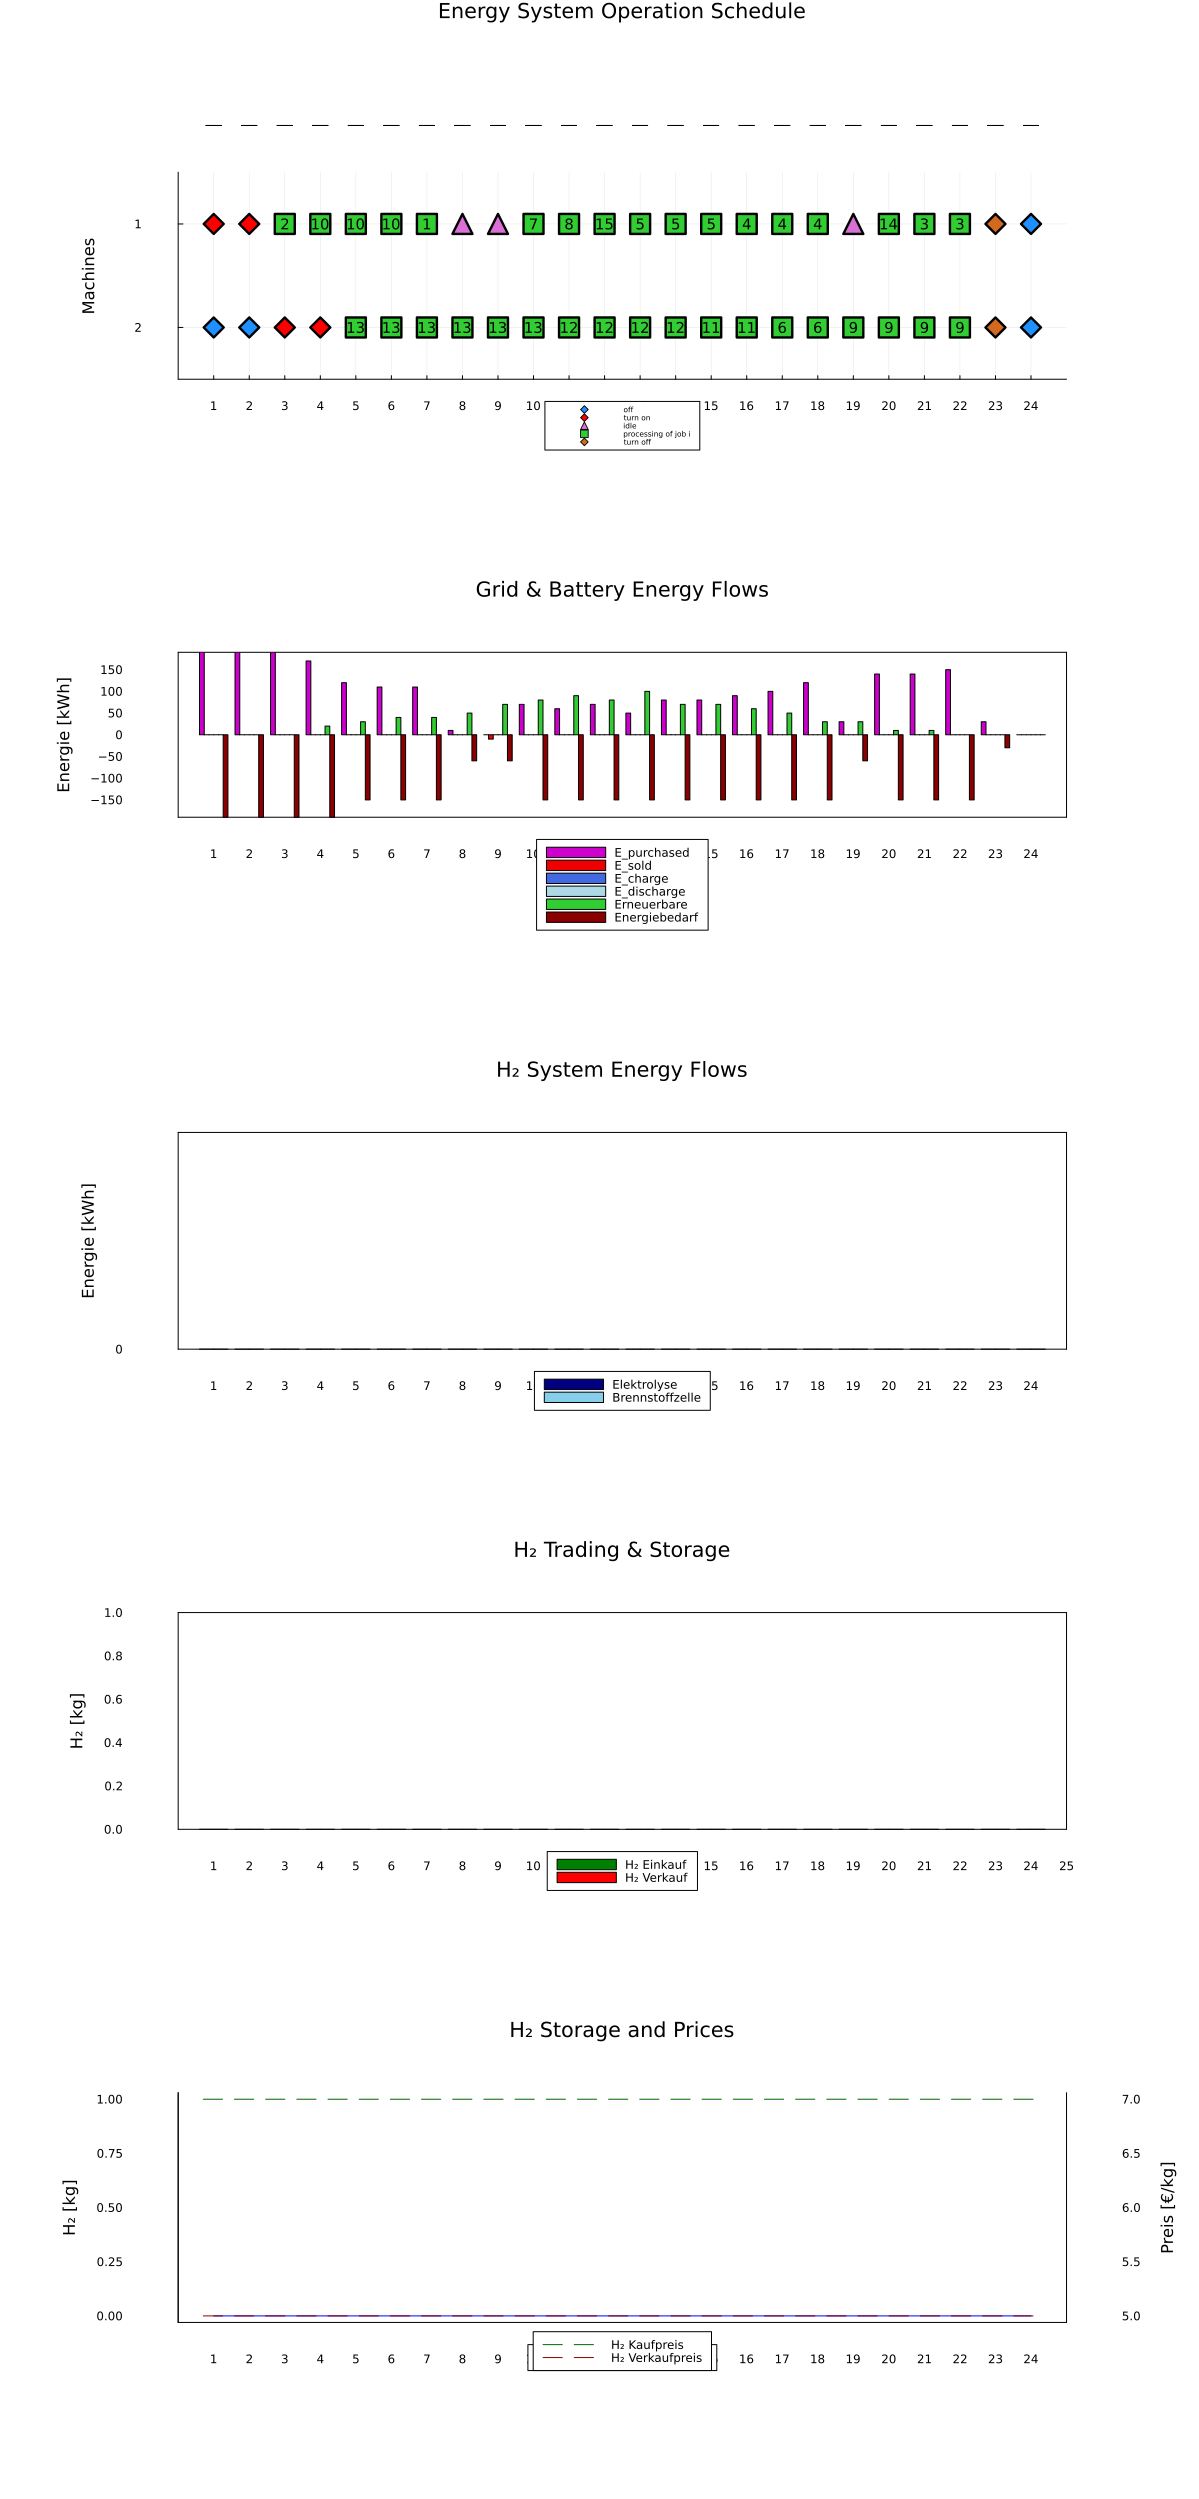 Energy System Operation Schedule
Machines
1
2 10 10 10 1 7 8 15 5 5 5 4 4 4 14 3 3
2
13 13 13 13 13 13 12 12 12 12 11 11 6 6 9 9 9 9
1 2 3 4 5 6 7 8 9 10 15 16 17 18 19 20 21 22 23 24
off
turn on
idle
processing of job i
turn off
Grid & Battery Energy Flows
Energie [kWh]
150
100
50
0
−50
−100
−150
1 2 3 4 5 6 7 8 9 10 15 16 17 18 19 20 21 22 23 24
E_purchased
E_sold
E_charge
E_discharge
Erneuerbare
Energiebedarf
H₂ System Energy Flows
Energie [kWh]
0
1 2 3 4 5 6 7 8 9 1 5 16 17 18 19 20 21 22 23 24
Elektrolyse
Brennstoffzelle
H₂ Trading & Storage
H₂ [kg]
1.0
0.8
0.6
0.4
0.2
0.0
1 2 3 4 5 6 7 8 9 10 15 16 17 18 19 20 21 22 23 24 25
H₂ Einkauf
H₂ Verkauf
H₂ Storage and Prices
H₂ [kg]
1.00
0.75
0.50
0.25
0.00
7.0
6.5
6.0
5.5
5.0
Preis [€/kg]
1 2 3 4 5 6 7 8 9 16 17 18 19 20 21 22 23 24
H₂ Kaufpreis
H₂ Verkaufpreis